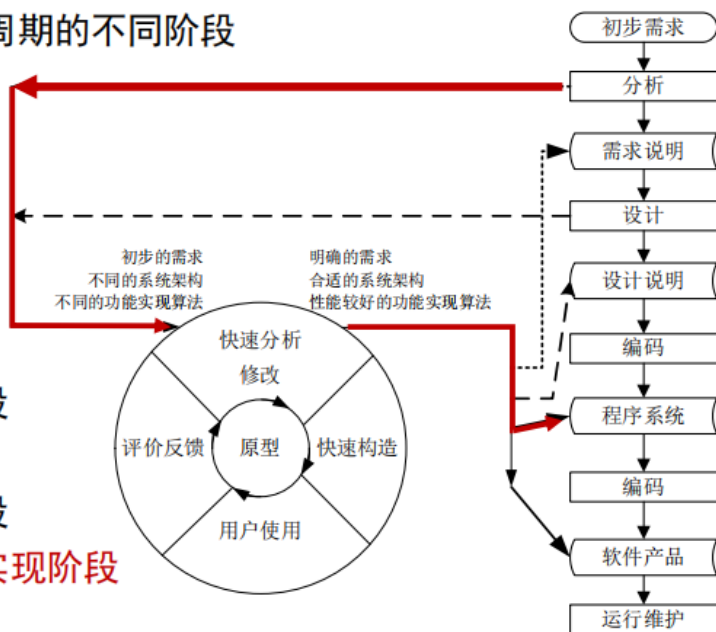 周期的不同阶段
初步需求
分析
需求说明
设计
设计说明
编码
程序系统
编码
软件产品
运行维护
初步的需求
不同的系统架构
不同的功能实现算法
明确的需求
合适的系统架构
性能较好的功能实现算法
快速分析
修改
评价反馈
原型
快速构造
用户使用
段
段
实现阶段